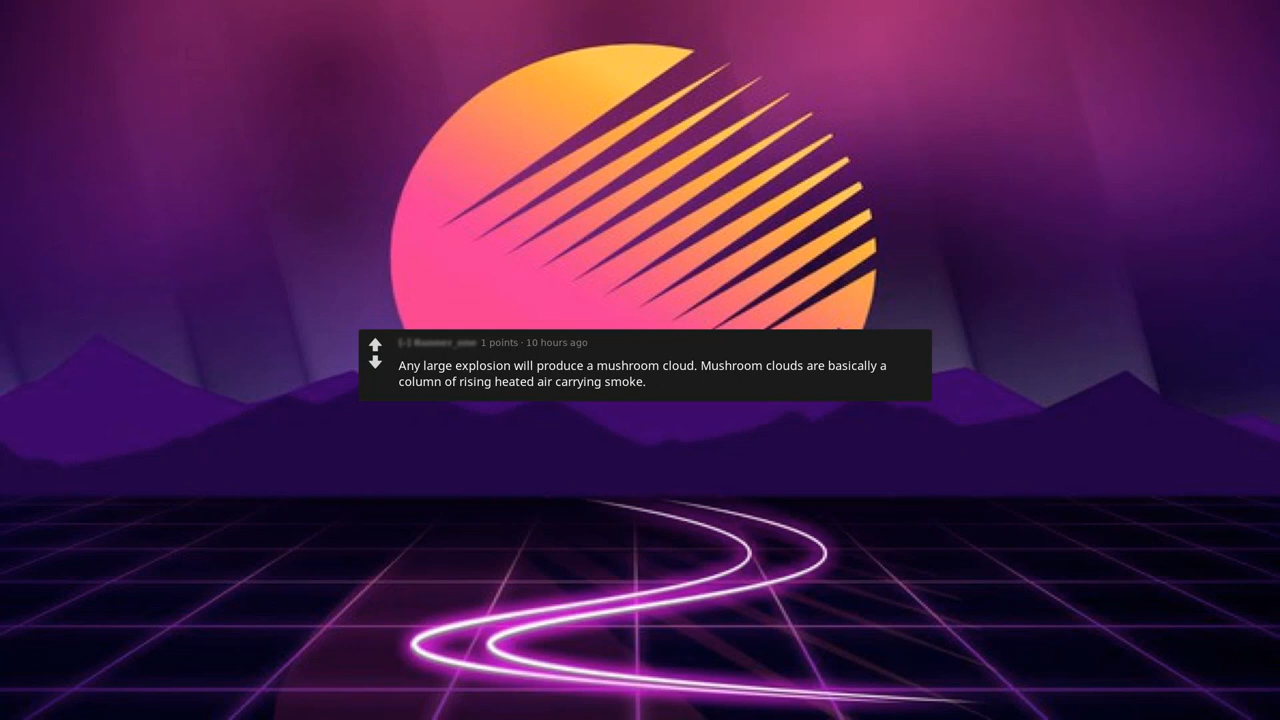 1 points · 10 hours ago
Any large explosion will produce a mushroom cloud. Mushroom clouds are basically a
column of rising heated air carrying smoke.